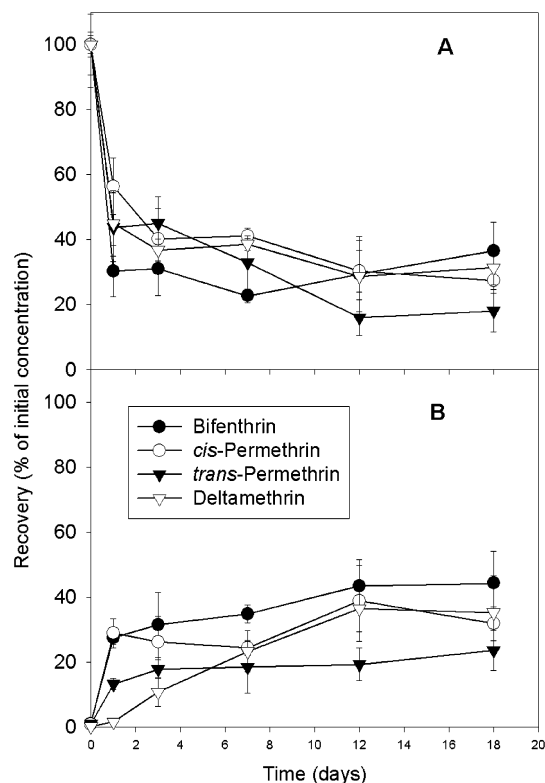 A
100
80
60
40
20
0
B
100
80
60
40
20
0
Bifenthrin
cis-Permethrin
trans-Permethrin
Deltamethrin
Recovery (% of initial concentration)
0 2 4 6 8 10 12 14 16 18 20
Time (days)